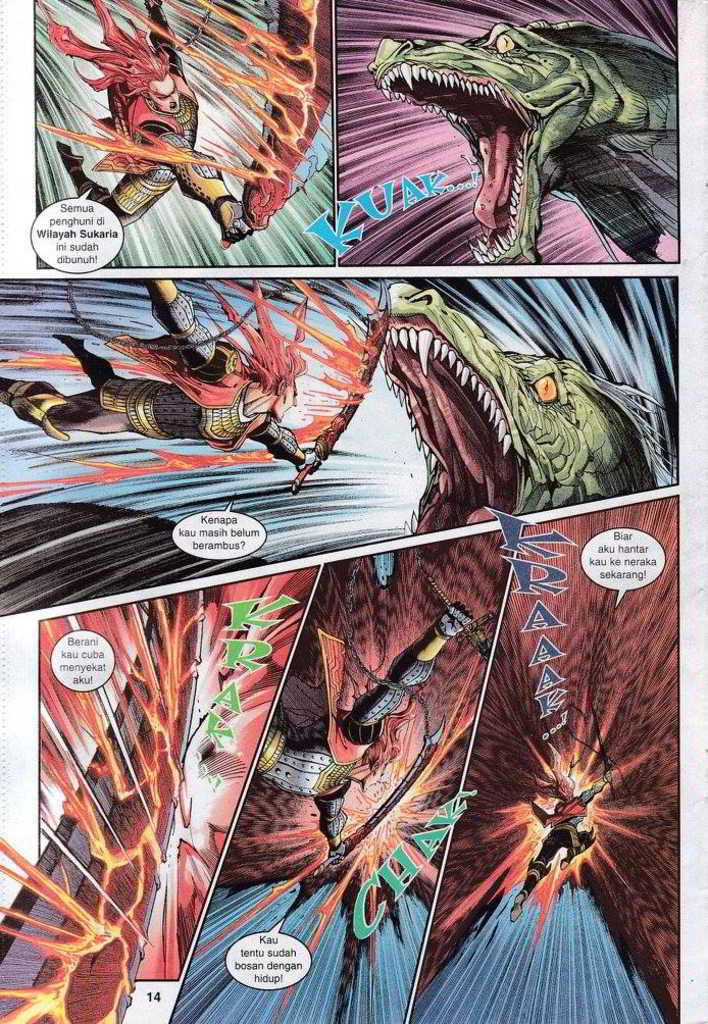 Semua
penghuni di
Wilayah Sukaria
ini sudah
dibunuh!
KUAK...!
Kenapa
kau masih belum
berambus?
Berani
kau cuba
menyekat
aku!
KRAK...!
Kau
tentu sudah
bosan dengan
hidup!
CHAK
KRAAAK
...!
Biar
aku hantar
kau ke neraka
sekarang!
14